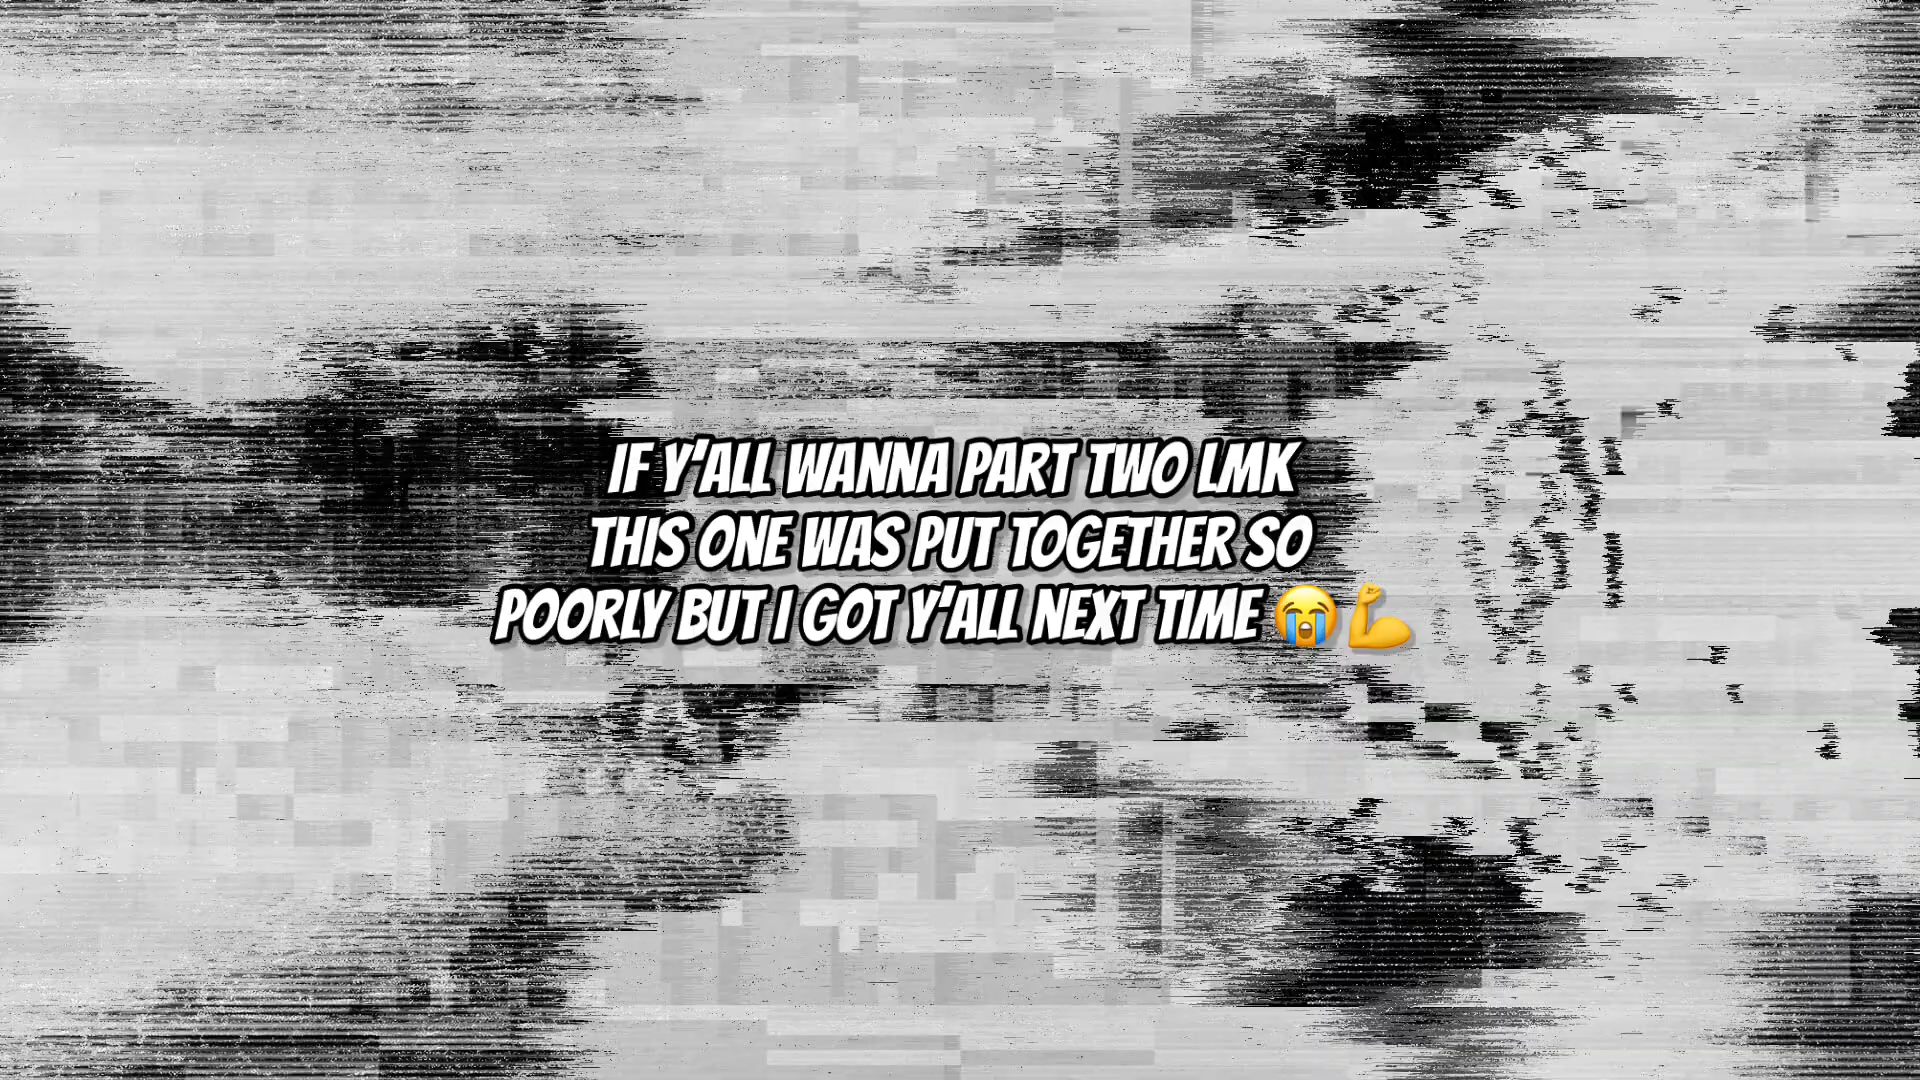 IF Y'ALL WANNA PART TWO LMK
THIS ONE WAS PUT TOGETHER SO
POORLY BUT I GOT Y'ALL NEXT TIME 😭💪